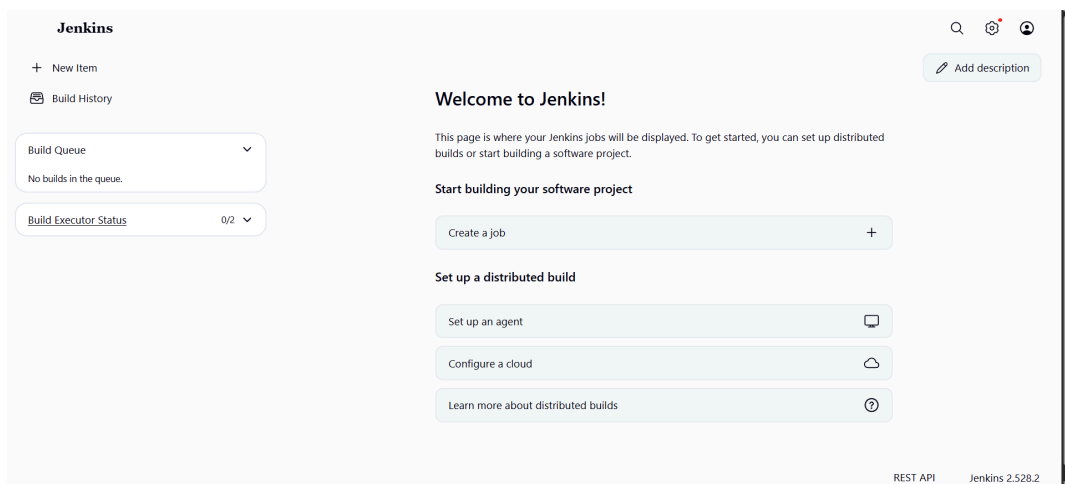 Jenkins
New Item
Build History
Add description
Build Queue
No builds in the queue.
Build Executor Status
0/2
Welcome to Jenkins!
This page is where your Jenkins jobs will be displayed. To get started, you can set up distributed
builds or start building a software project.
Start building your software project
Create a job
Set up a distributed build
Set up an agent
Configure a cloud
Learn more about distributed builds
REST API
Jenkins 2.528.2